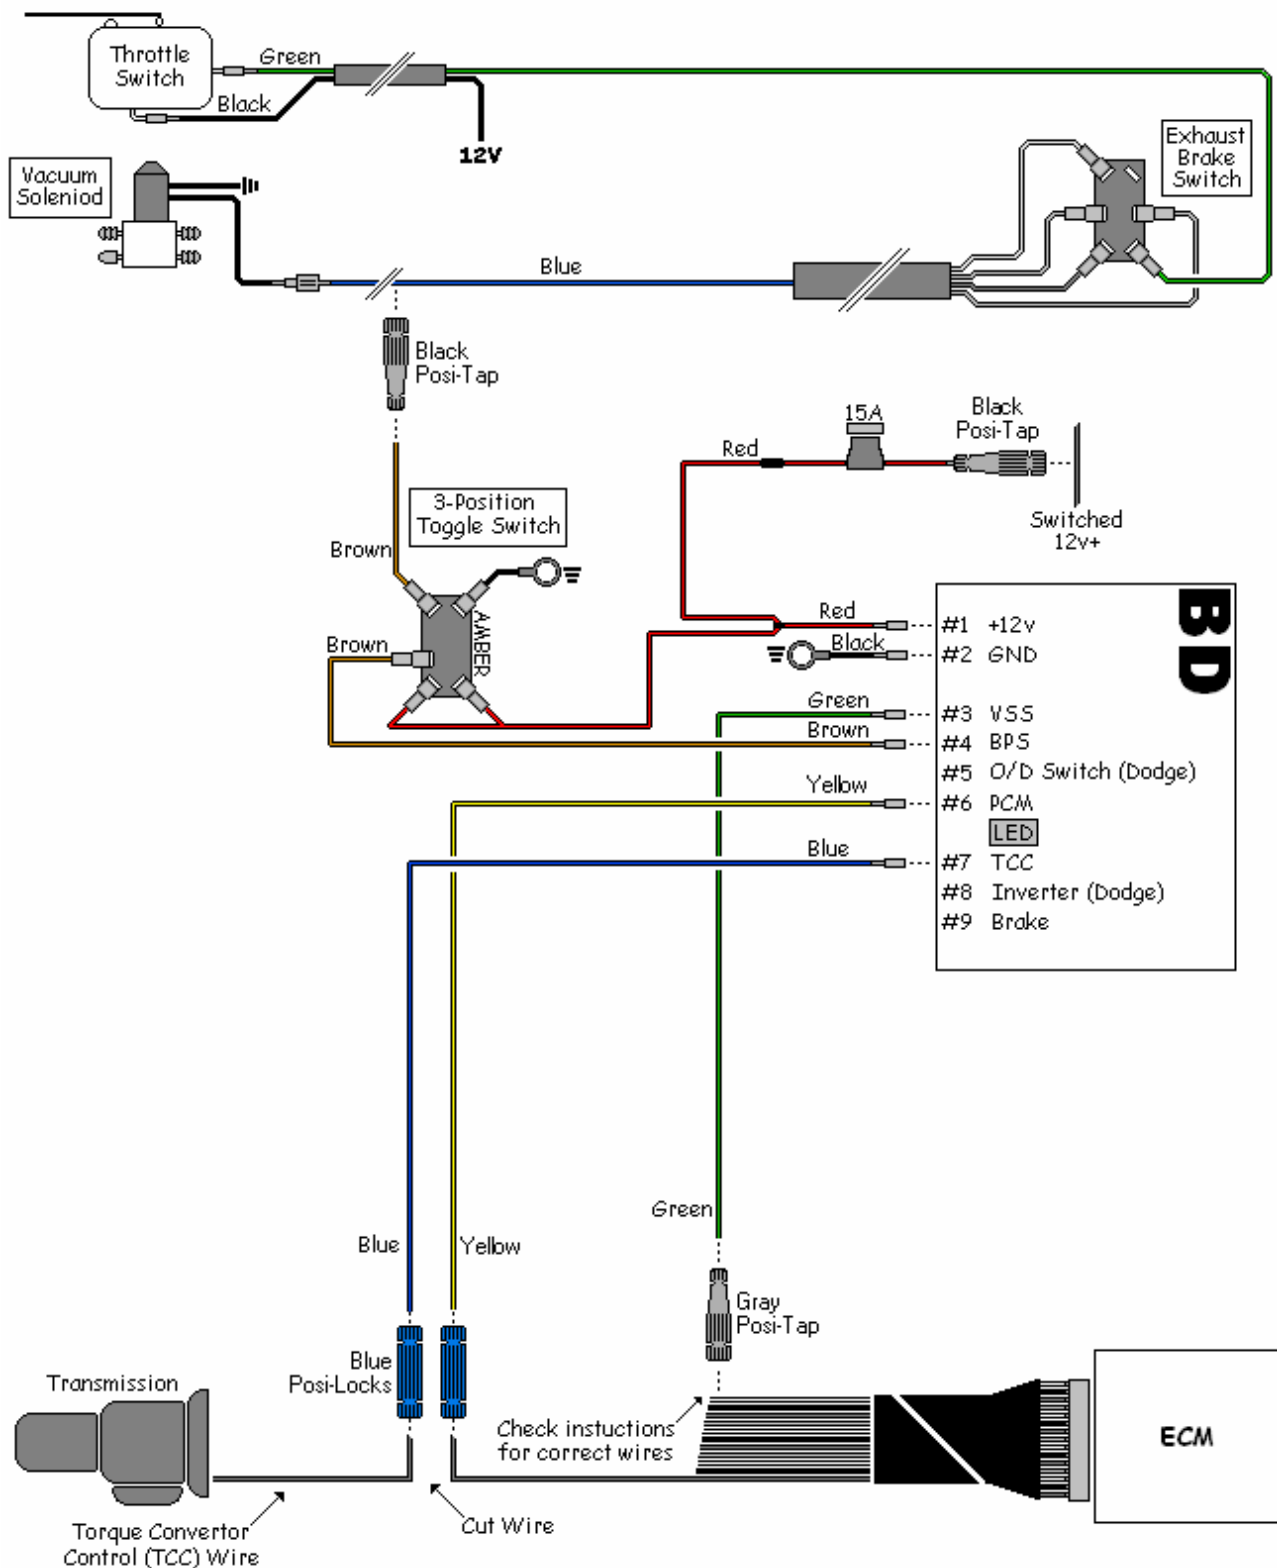 Throttle
Switch
Green
Black
12V
Vacuum
Soleniod
Exhaust
Brake
Switch
Blue
Black
Posi-Tap
15A
Black
Posi-Tap
Red
Switched
12v+
3-Position
Toggle Switch
Brown
AMBER
Brown
BD
Red
#1 +12v
Black
#2 GND
Green
#3 VSS
Brown
#4 BPS
#5 O/D Switch (Dodge)
Yellow
#6 PCM
LED
Blue
#7 TCC
#8 Inverter (Dodge)
#9 Brake
Green
Blue
Yellow
Gray
Posi-Tap
Blue
Posi-Locks
Transmission
Check instuctions
for correct wires
ECM
Cut Wire
Torque Convertor
Control (TCC) Wire